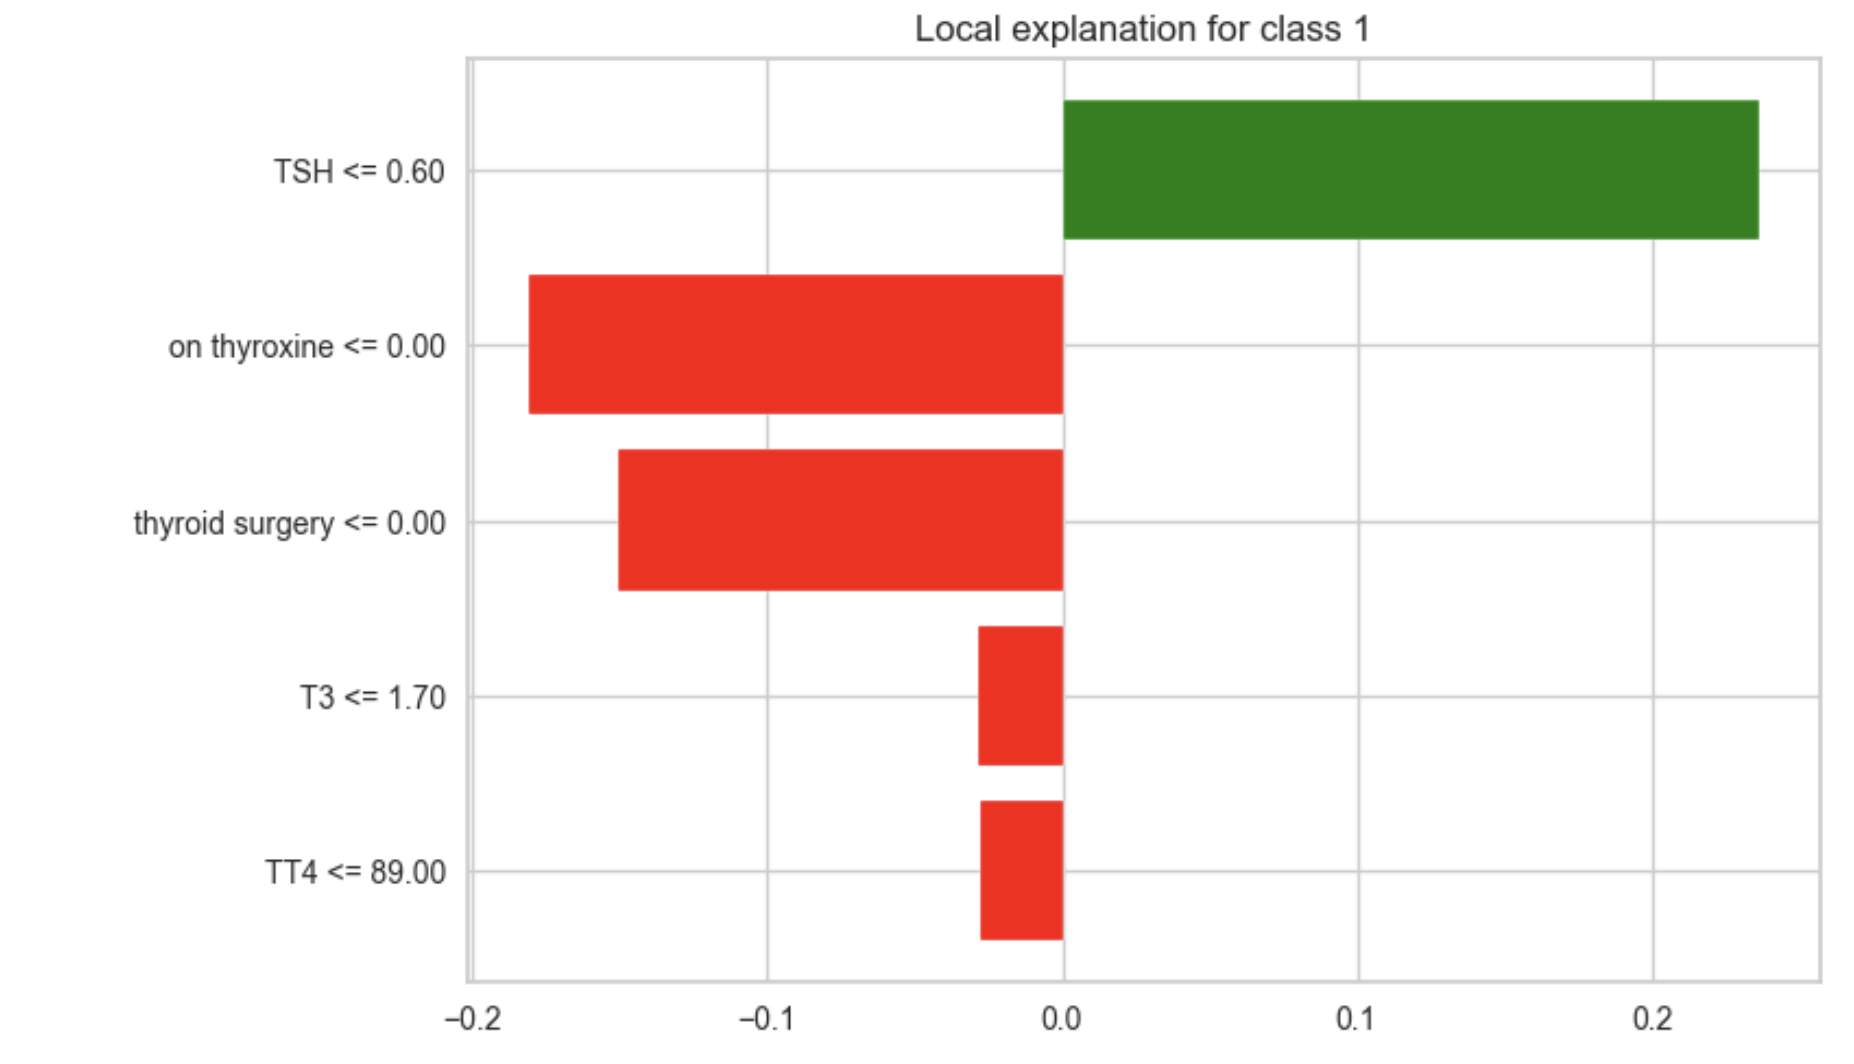 Local explanation for class 1
TSH <= 0.60
on thyroxine <= 0.00
thyroid surgery <= 0.00
T3 <= 1.70
TT4 <= 89.00
−0.2 −0.1 0.0 0.1 0.2